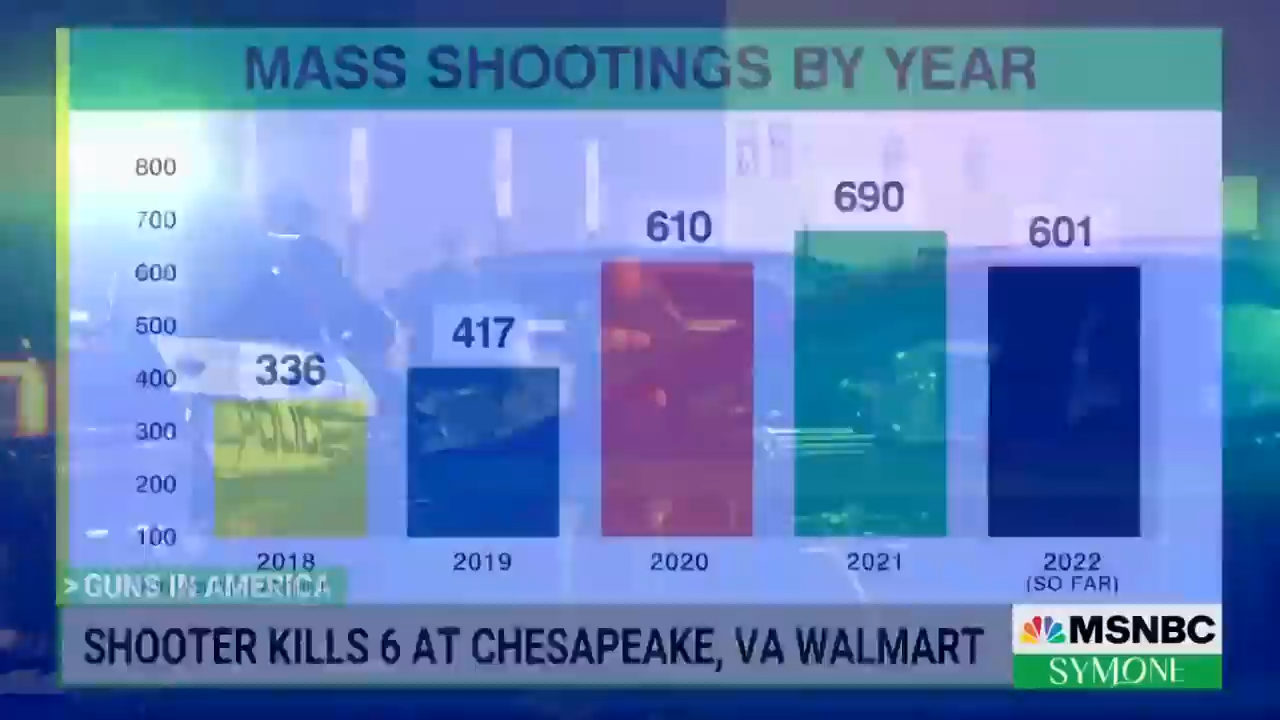 MASS SHOOTINGS BY YEAR
800
700
600
500
400
300
200
100
336
417
610
690
601
POLIC
2018
2019
2020
2021
2022
(SO FAR)
> GUNS IN AMERICA
SHOOTER KILLS 6 AT CHESAPEAKE, VA WALMART
MSNBC
SYMONE